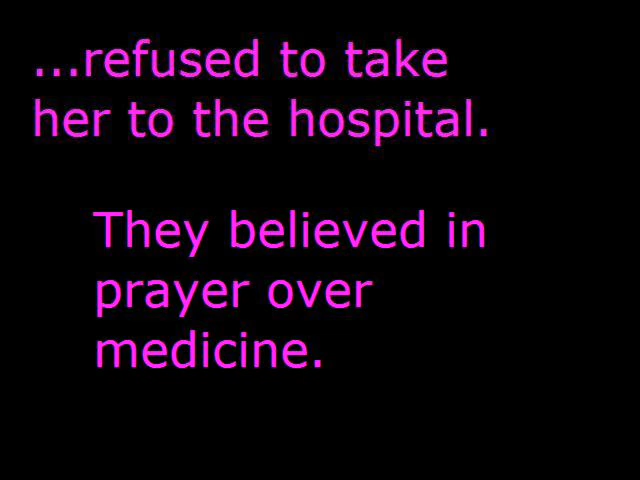 ...refused to take
her to the hospital.
They believed in
prayer over
medicine.